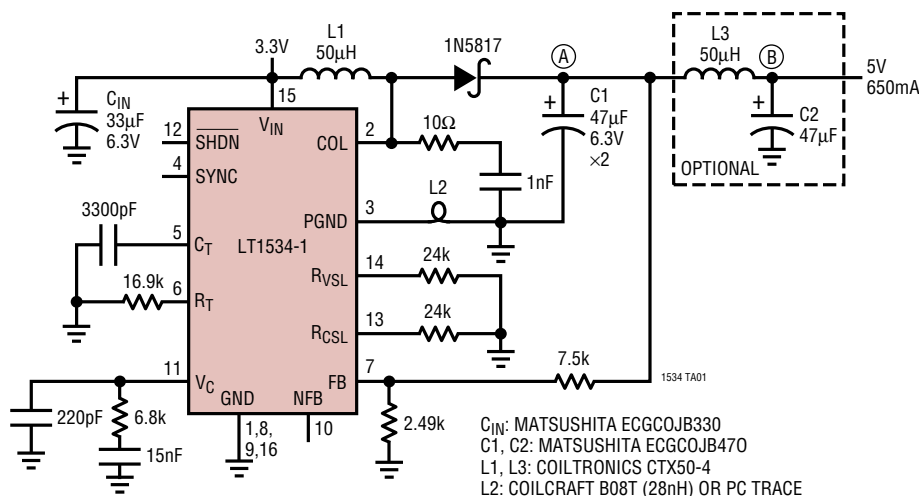 L1
50µH
3.3V
1N5817
A
L3
50µH
B
5V
650mA
+
C_IN
33µF
6.3V
15
V_IN
12
SHDN
4
SYNC
COL
2
10Ω
1nF
+
C1
47µF
6.3V
×2
+
C2
47µF
OPTIONAL
L2
PGND
3
3300pF
5
C_T
LT1534-1
16.9k
6
R_T
R_VSL
14
24k
R_CSL
13
24k
11
V_C
FB
7
7.5k
1534 TA01
GND
NFB
220pF
6.8k
15nF
1,8,
9,16
10
2.49k
C_IN: MATSUSHITA ECGCOJB330
C1, C2: MATSUSHITA ECGCOJB47O
L1, L3: COILTRONICS CTX50-4
L2: COILCRAFT B08T (28nH) OR PC TRACE